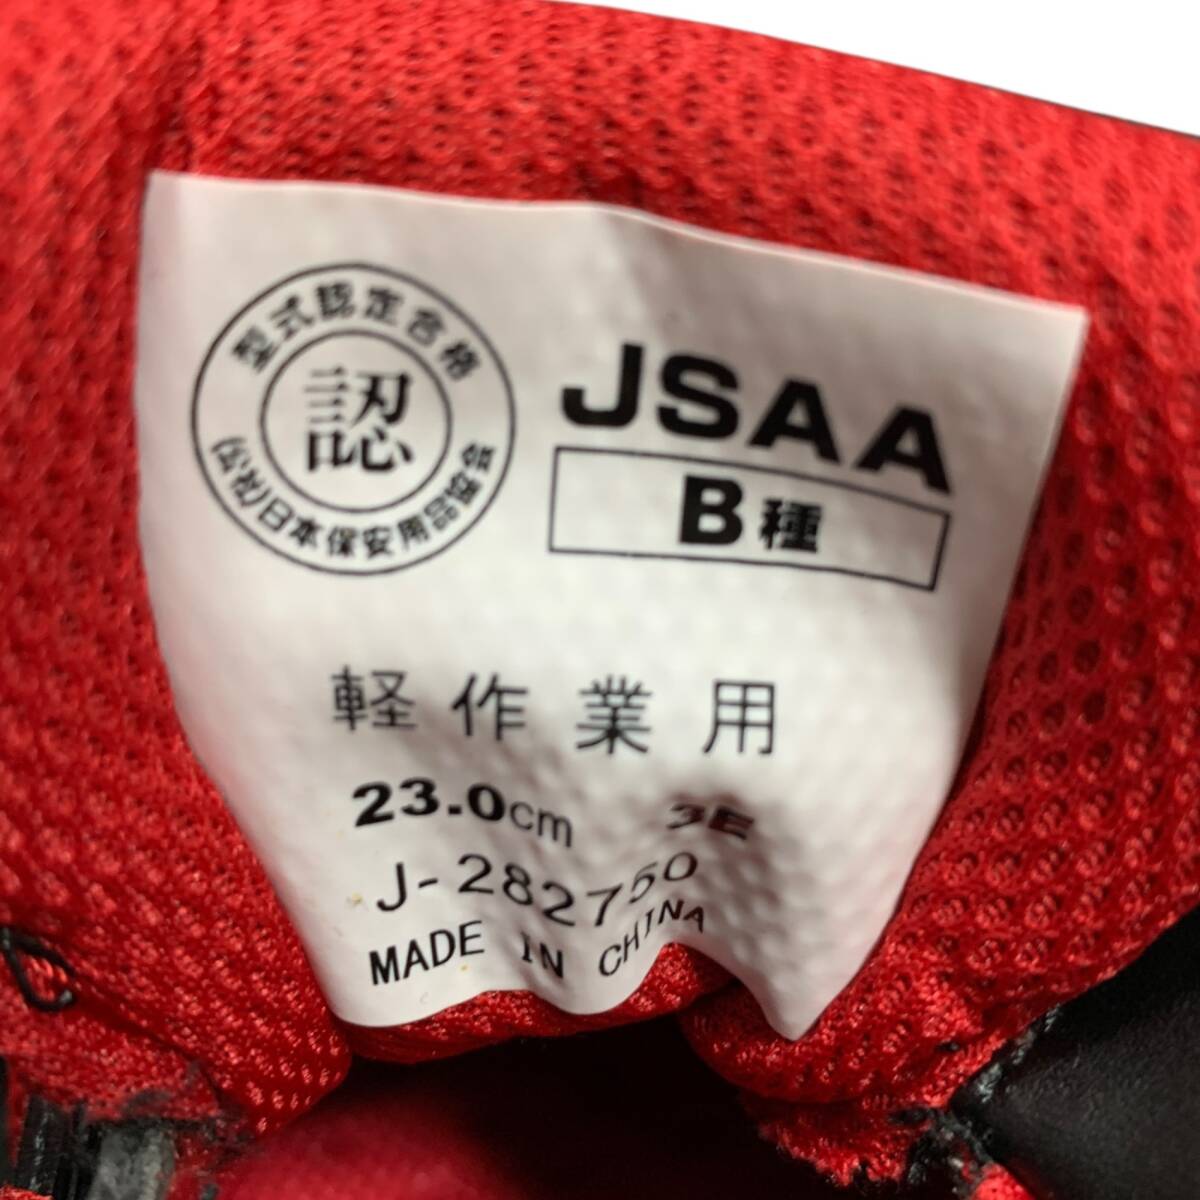 型式認定合格
認
(公社)日本保安用品協会
JSAA
B種
軽作業用
23.0cm 3E
J-282750
MADE IN CHINA